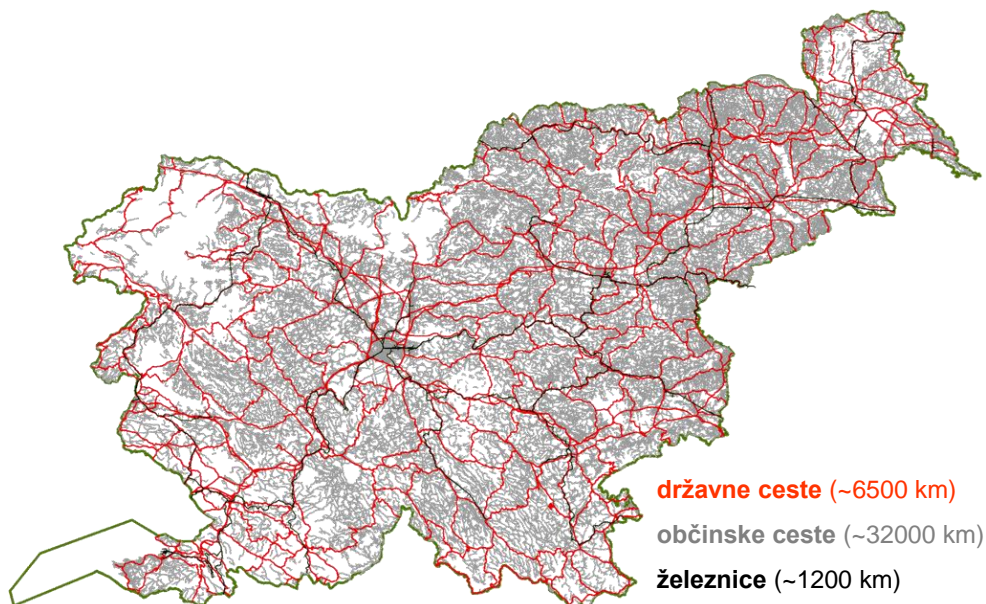 državne ceste (~6500 km)
občinske ceste (~32000 km)
železnice (~1200 km)